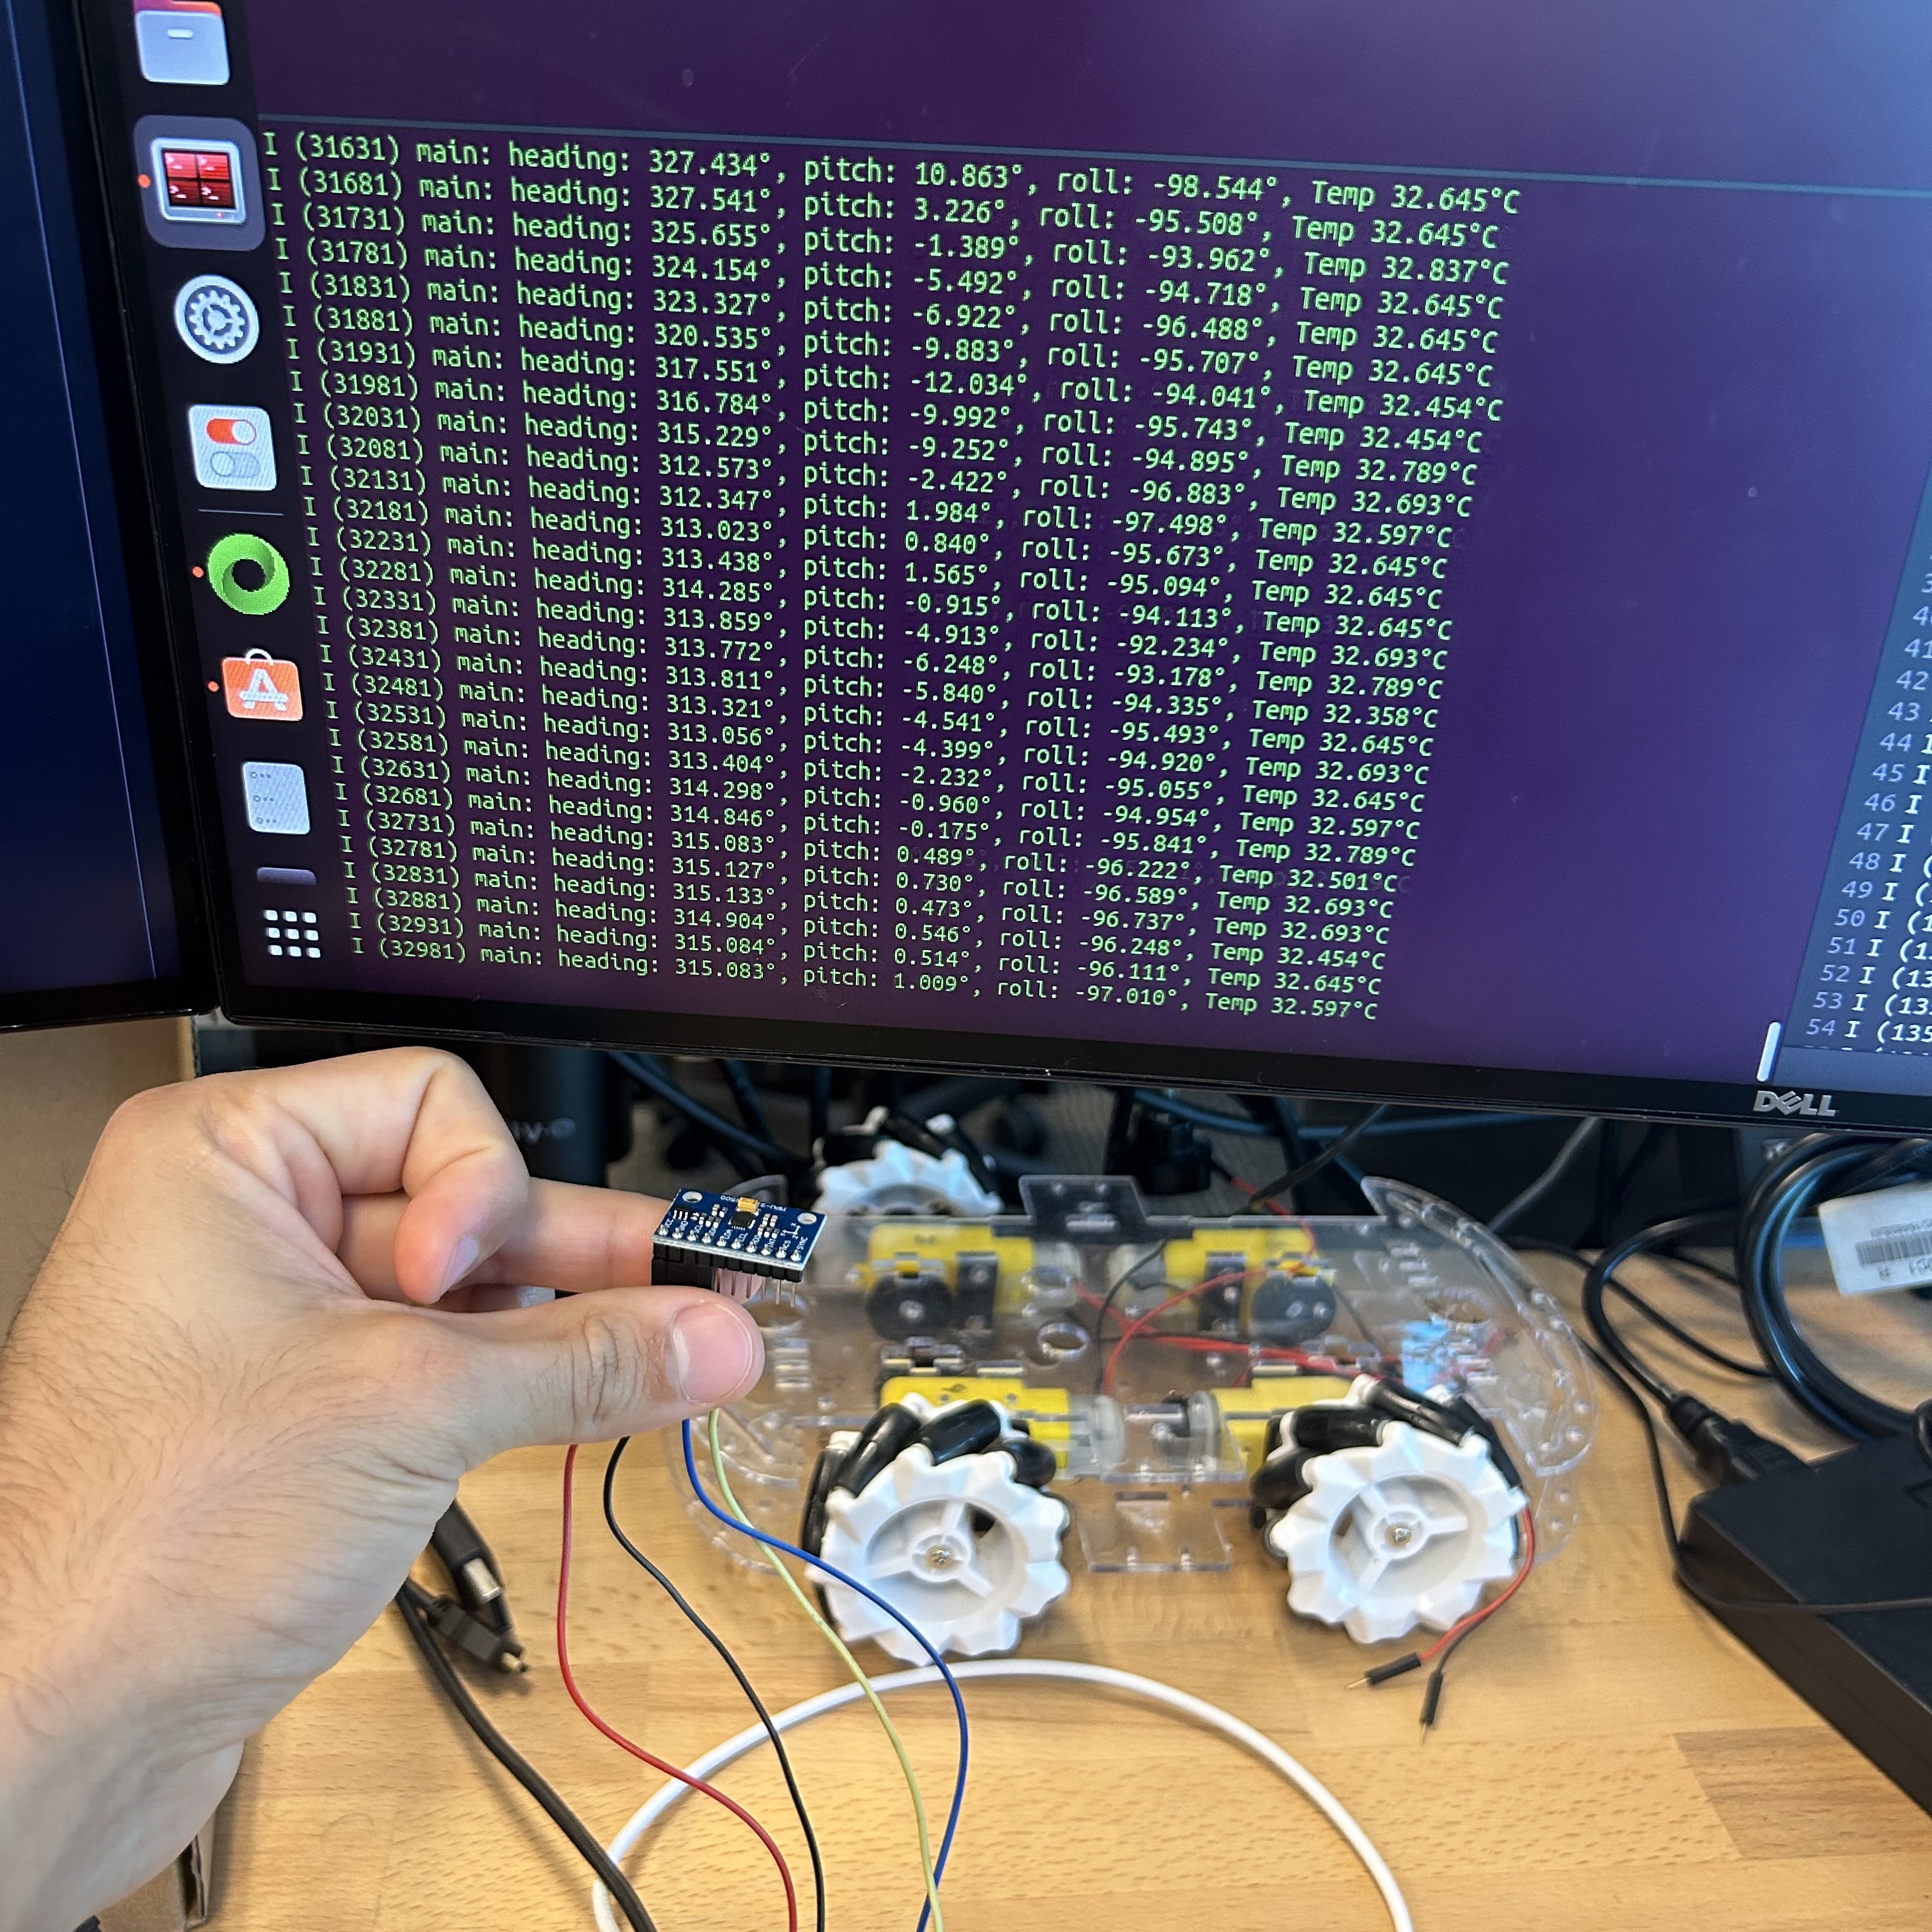 I (31631) main: heading: 327.434°, pitch: 10.863°, roll: -98.544°, Temp 32.645°C
I (31681) main: heading: 327.541°, pitch: 3.226°, roll: -95.508°, Temp 32.645°C
I (31731) main: heading: 325.655°, pitch: -1.389°, roll: -93.962°, Temp 32.837°C
I (31781) main: heading: 324.154°, pitch: -5.492°, roll: -94.718°, Temp 32.645°C
I (31831) main: heading: 323.327°, pitch: -6.922°, roll: -96.488°, Temp 32.645°C
I (31881) main: heading: 320.535°, pitch: -9.883°, roll: -95.707°, Temp 32.645°C
I (31931) main: heading: 317.551°, pitch: -12.034°, roll: -94.041°, Temp 32.454°C
I (31981) main: heading: 316.784°, pitch: -9.992°, roll: -95.743°, Temp 32.454°C
I (32031) main: heading: 315.229°, pitch: -9.252°, roll: -94.895°, Temp 32.789°C
I (32081) main: heading: 312.573°, pitch: -2.422°, roll: -96.883°, Temp 32.693°C
I (32131) main: heading: 312.347°, pitch: 1.984°, roll: -97.498°, Temp 32.597°C
I (32181) main: heading: 313.023°, pitch: 0.840°, roll: -95.673°, Temp 32.645°C
I (32231) main: heading: 313.438°, pitch: 1.565°, roll: -95.094°, Temp 32.645°C
I (32281) main: heading: 314.285°, pitch: -0.915°, roll: -94.113°, Temp 32.645°C
I (32331) main: heading: 313.859°, pitch: -4.913°, roll: -92.234°, Temp 32.693°C
I (32381) main: heading: 313.772°, pitch: -6.248°, roll: -93.178°, Temp 32.789°C
I (32431) main: heading: 313.811°, pitch: -5.840°, roll: -94.335°, Temp 32.358°C
I (32481) main: heading: 313.321°, pitch: -4.541°, roll: -95.493°, Temp 32.645°C
I (32531) main: heading: 313.056°, pitch: -4.399°, roll: -94.920°, Temp 32.693°C
I (32581) main: heading: 313.404°, pitch: -2.232°, roll: -95.055°, Temp 32.645°C
I (32631) main: heading: 314.298°, pitch: -0.960°, roll: -94.954°, Temp 32.597°C
I (32681) main: heading: 314.846°, pitch: -0.175°, roll: -95.841°, Temp 32.789°C
I (32731) main: heading: 315.083°, pitch: 0.489°, roll: -96.222°, Temp 32.501°C
I (32781) main: heading: 315.127°, pitch: 0.730°, roll: -96.589°, Temp 32.693°C
I (32831) main: heading: 315.133°, pitch: 0.473°, roll: -96.737°, Temp 32.693°C
I (32881) main: heading: 314.904°, pitch: 0.546°, roll: -96.248°, Temp 32.454°C
I (32931) main: heading: 315.084°, pitch: 0.514°, roll: -96.111°, Temp 32.645°C
I (32981) main: heading: 315.083°, pitch: 1.009°, roll: -97.010°, Temp 32.597°C
41
42
43
44 I
45 I
46 I
47 I
48 I (
49 I (
50 I (1
51 I (13
52 I (13
53 I (13
54 I (135
DELL